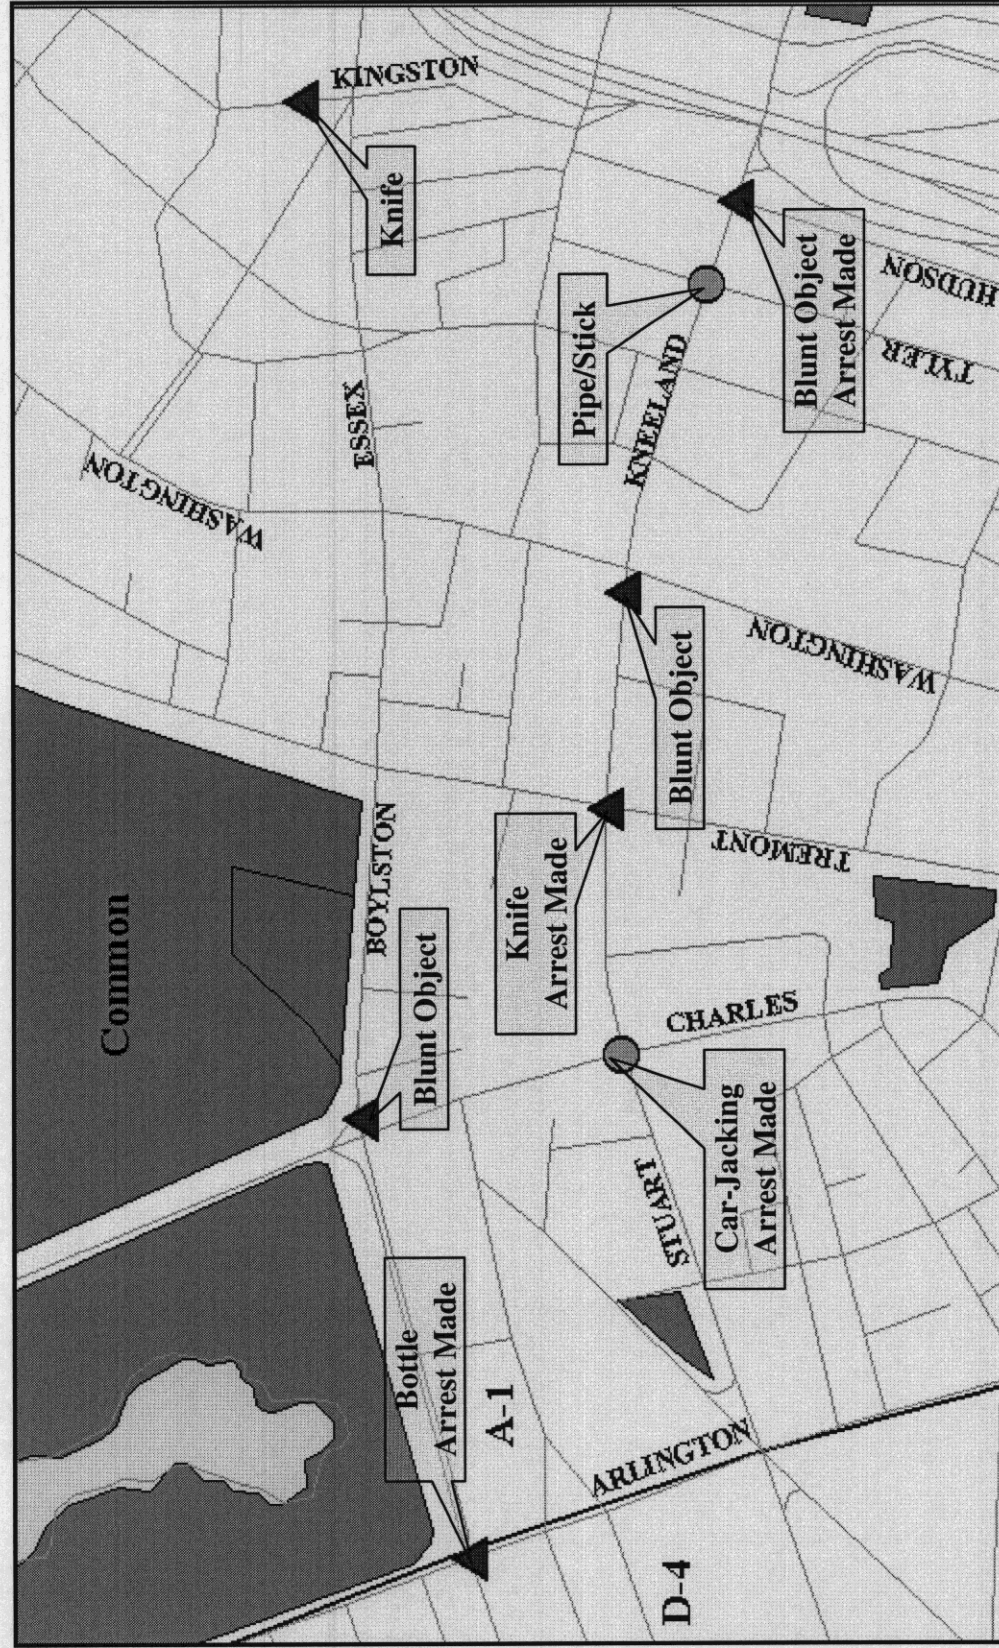 Common
WASHINGTON
KINGSTON
Knife
ESSEX
BOYLSTON
Blunt Object
Bottle
Arrest Made
A-1
Knife
Arrest Made
Pipe/Stick
KNEELAND
Blunt Object
CHARLES
STUART
Car-Jacking
Arrest Made
ARLINGTON
D-4
TREMONT
WASHINGTON
Blunt Object
Arrest Made
TYLER
HUDSON